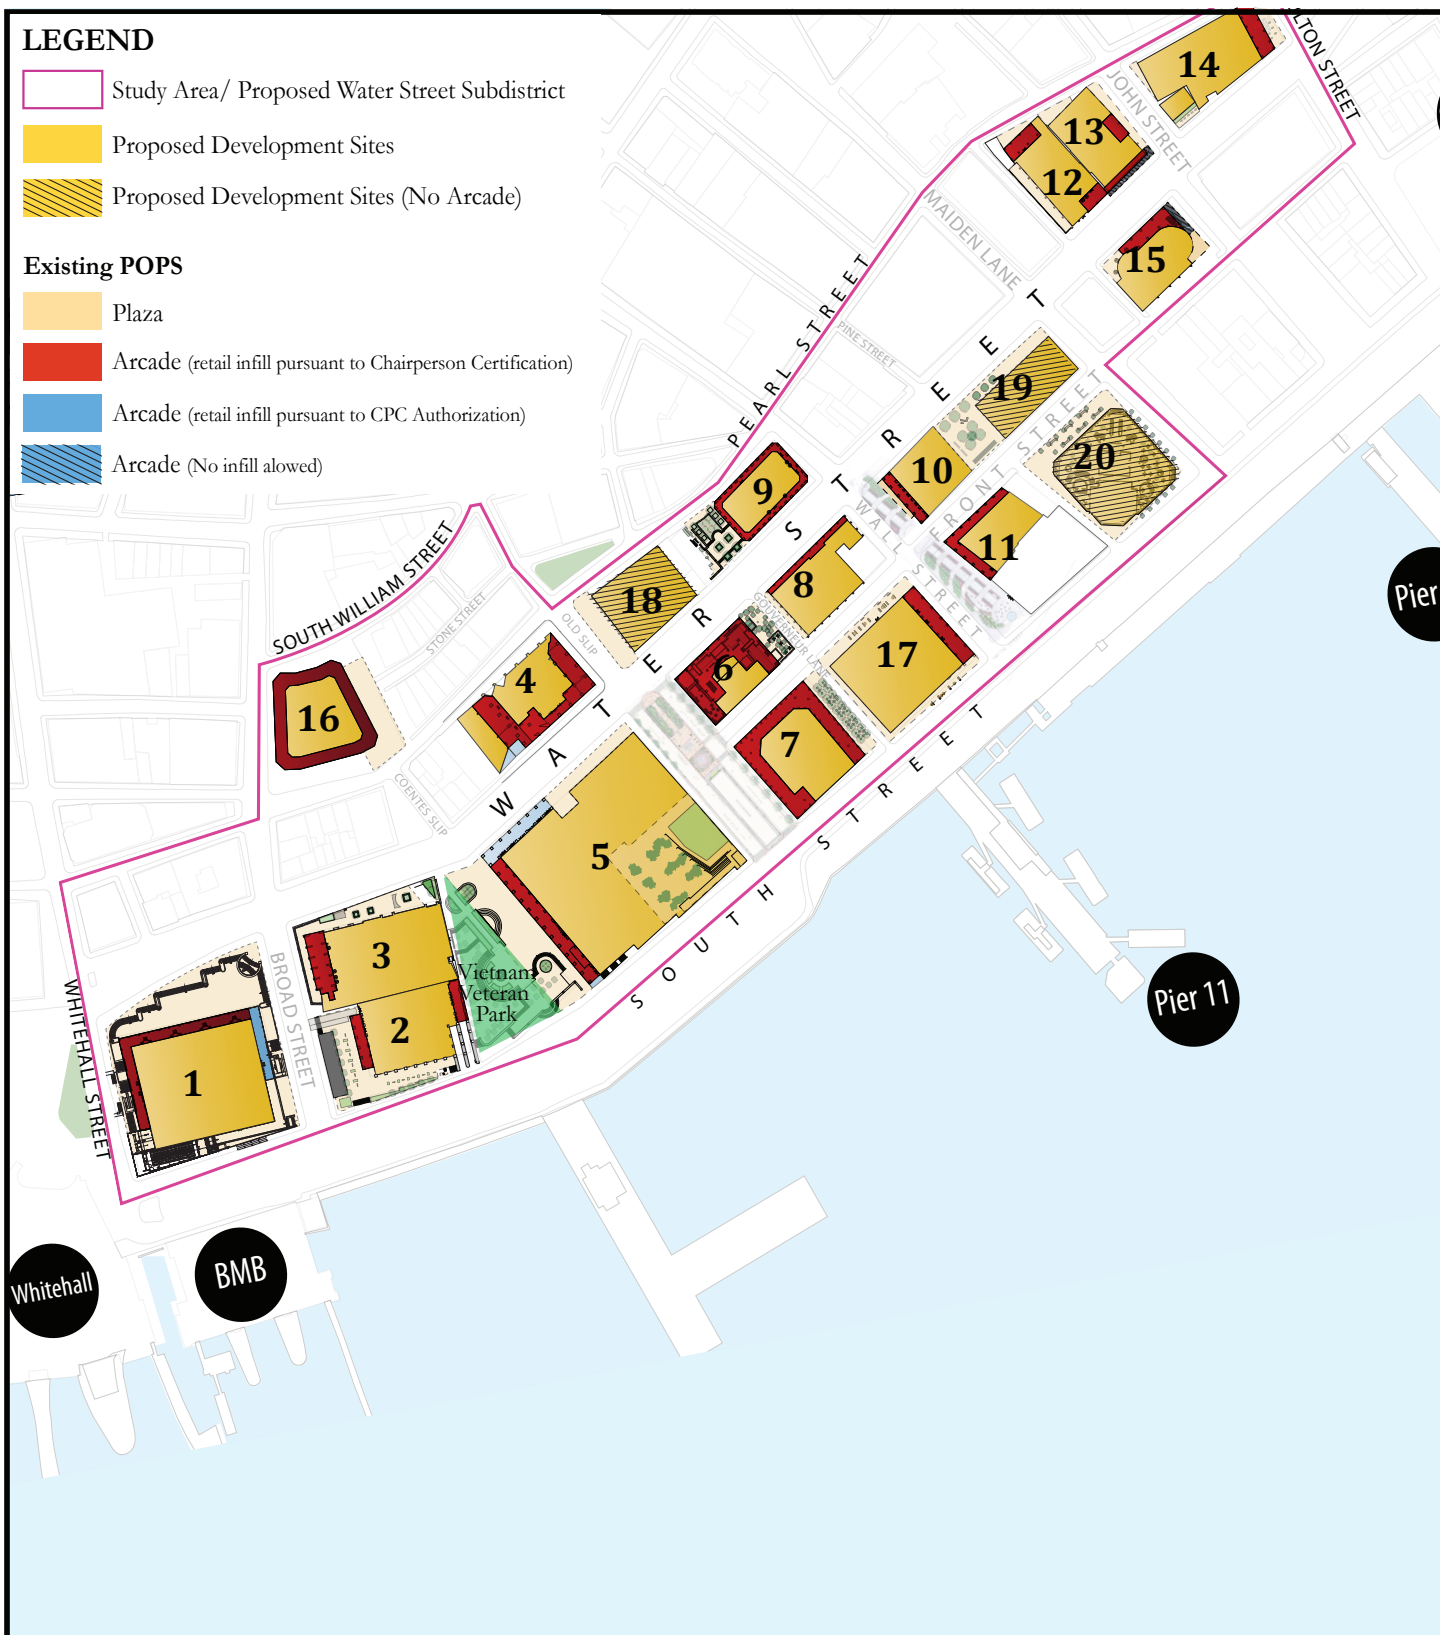 LEGEND
Study Area/ Proposed Water Street Subdistrict
Proposed Development Sites
Proposed Development Sites (No Arcade)
Existing POPS
Plaza
Arcade (retail infill pursuant to Chairperson Certification)
Arcade (retail infill pursuant to CPC Authorization)
Arcade (No infill alowed)
LTON STREET
14
JOHN STREET
13
12
MAIDEN LANE
15
PEARL STREET
PINE STREET
WATER STREET
19
FRONT STREET
20
10
9
WALL STREET
11
SOUTH WILLIAM STREET
STONE STREET
18
8
OLD SLIP
GOUVERNEUR LANE
17
6
4
16
7
COENTES SLIP
5
SOUTH STREET
3
BROAD STREET
Vietnam
Veteran
Park
2
WHITEHALL STREET
1
Pier
Pier 11
BMB
Whitehall